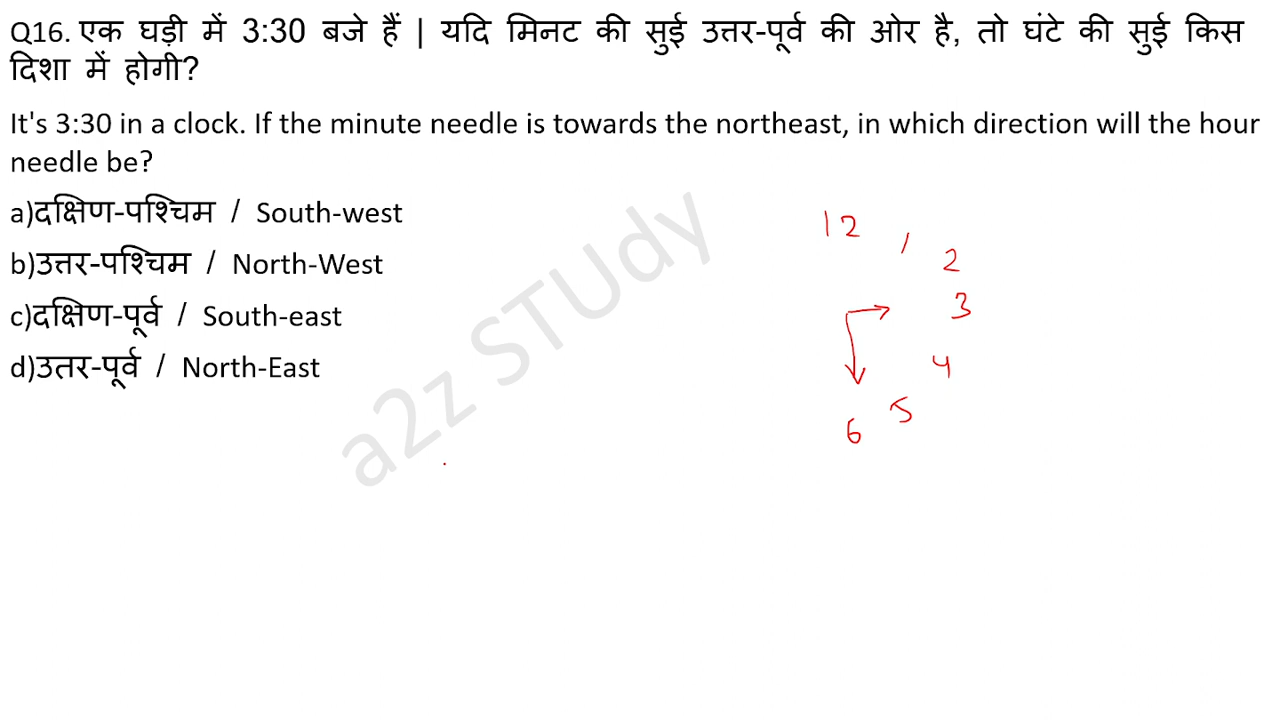 Q16. एक घड़ी में 3:30 बजे हैं | यदि मिनट की सुई उत्तर-पूर्व की ओर है, तो घंटे की सुई किस
दिशा में होगी?
It's 3:30 in a clock. If the minute needle is towards the northeast, in which direction will the hour
needle be?
a)दक्षिण-पश्चिम / South-west
b)उत्तर-पश्चिम / North-West
c)दक्षिण-पूर्व / South-east
d)उतर-पूर्व / North-East
a2z STUdy
12
1
2
3
4
5
6